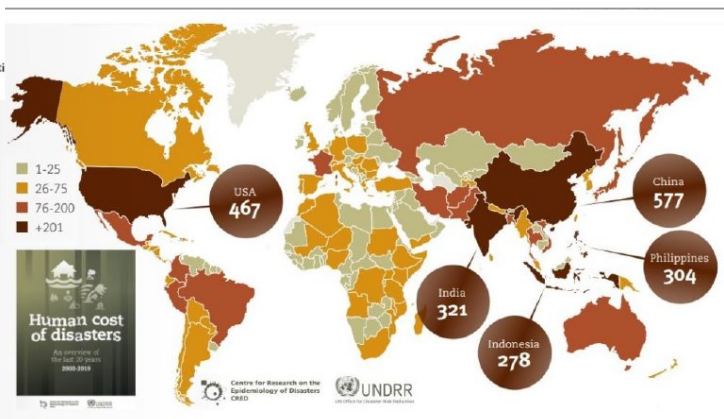 ti
USA
467
1-25
26-75
76-200
+201
China
577
Philippines
304
India
321
Indonesia
278
Human cost
of disasters
An overview of
the last 20 years
2000-2019
Centre for Research on the
Epidemiology of Disasters
CRED
UNDRR
UN Office for Disaster Risk Reduction